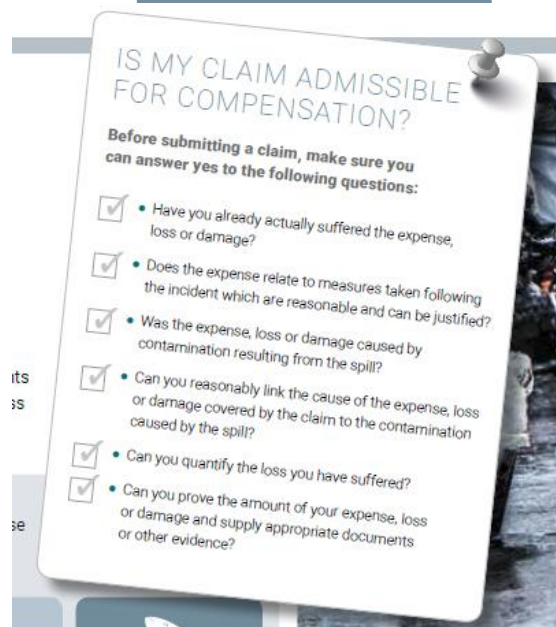 IS MY CLAIM ADMISSIBLE
FOR COMPENSATION?
Before submitting a claim, make sure you
can answer yes to the following questions:
• Have you already actually suffered the expense,
loss or damage?
• Does the expense relate to measures taken following
the incident which are reasonable and can be justified?
• Was the expense, loss or damage caused by
contamination resulting from the spill?
• Can you reasonably link the cause of the expense, loss
or damage covered by the claim to the contamination
caused by the spill?
• Can you quantify the loss you have suffered?
• Can you prove the amount of your expense, loss
or damage and supply appropriate documents
or other evidence?